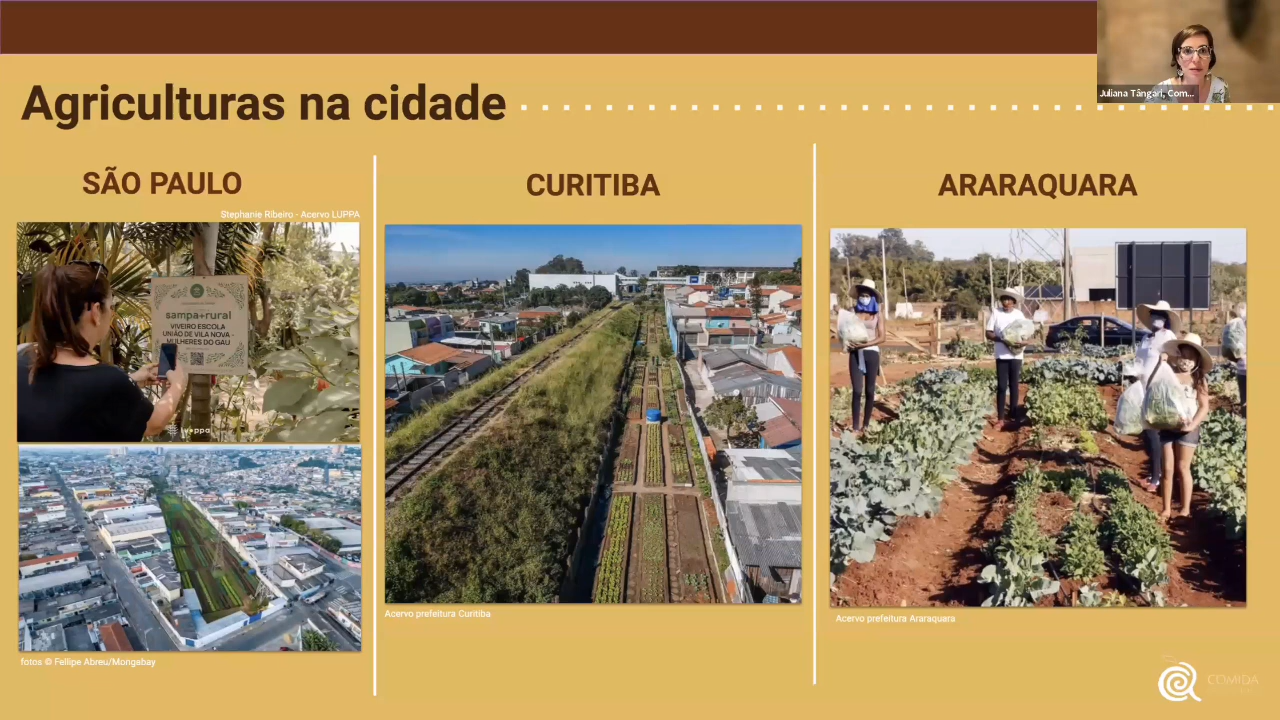 Juliana Tângari, Com...
Agriculturas na cidade
SÃO PAULO
Stephanie Ribeiro - Acervo LUPPA
sampa+rural
VIVEIRO ESCOLA
UNIÃO DE VILA NOVA -
MULHERES DO GAU
luppa
fotos © Fellipe Abreu/Mongabay
CURITIBA
Acervo prefeitura Curitiba
ARARAQUARA
Acervo prefeitura Araraquara
COMIDA